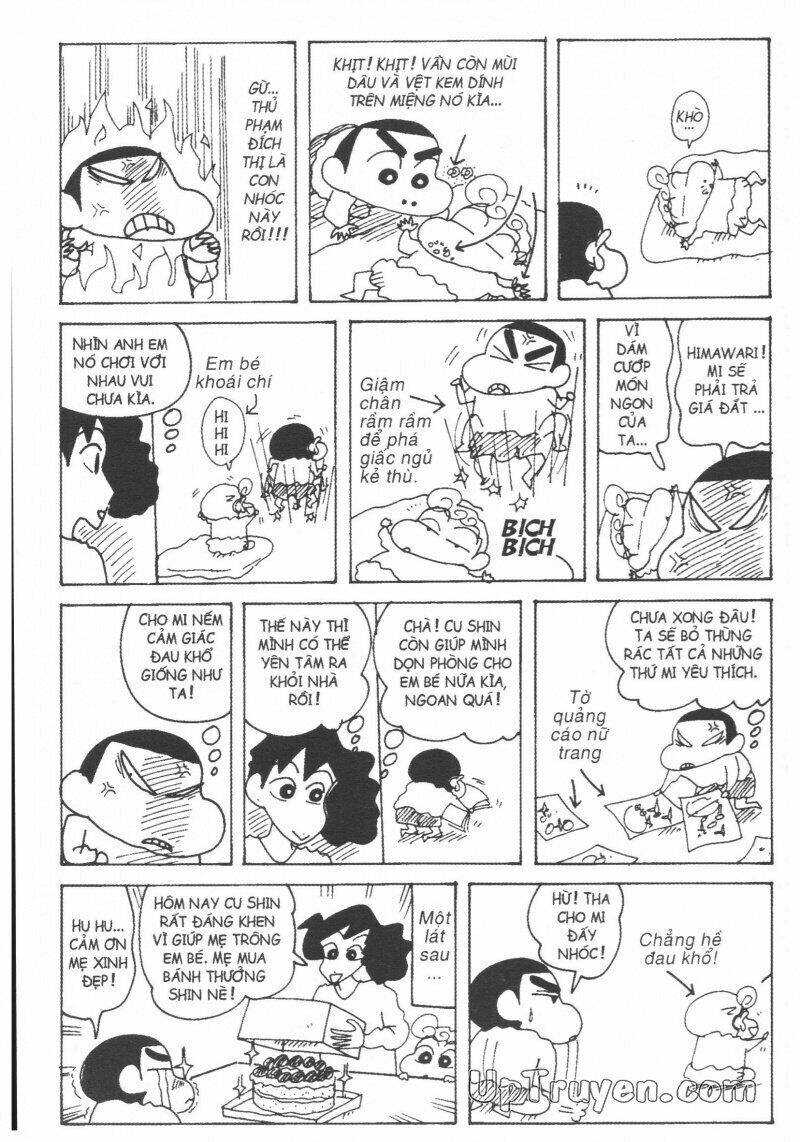 KHÒ
...
KHỊT! KHỊT! VẪN CÒN MÙI
DÂU VÀ VỆT KEM DÍNH
TRÊN MIỆNG NÓ KÌA...
GỪ...
THỦ
PHẠM
ĐÍCH
THỊ LÀ
CON
NHÓC
NÀY
RỒI!!!
HIMAWARI!
MI SẼ
PHẢI TRẢ
GIÁ ĐẮT ...
VÌ
DÁM
CƯỚP
MÓN
NGON
CỦA
TA...
Giậm
chân
rầm rầm
để phá
giấc ngủ
kẻ thù.
BỊCH
BỊCH
Em bé
khoái chí
HI
HI
HI
NHÌN ANH EM
NÓ CHƠI VỚI
NHAU VUI
CHƯA KÌA.
CHƯA XONG ĐÂU!
TA SẼ BỎ THÙNG
RÁC TẤT CẢ NHỮNG
THỨ MI YÊU THÍCH.
Tờ
quảng
cáo nữ
trang
CHÀ! CU SHIN
CÒN GIÚP MÌNH
DỌN PHÒNG CHO
EM BÉ NỮA KÌA,
NGOAN QUÁ!
THẾ NÀY THÌ
MÌNH CÓ THỂ
YÊN TÂM RA
KHỎI NHÀ
RỒI!
CHO MI NẾM
CẢM GIÁC
ĐAU KHỔ
GIỐNG NHƯ
TA!
Chẳng hề
đau khổ!
HỪ! THA
CHO MI
ĐẤY
NHÓC!
Một
lát
sau
...
HÔM NAY CU SHIN
RẤT ĐÁNG KHEN
VÌ GIÚP MẸ TRÔNG
EM BÉ. MẸ MUA
BÁNH THƯỞNG
SHIN NÈ!
HU HU...
CẢM ƠN
MẸ XINH
ĐẸP!
UpTruyen.com